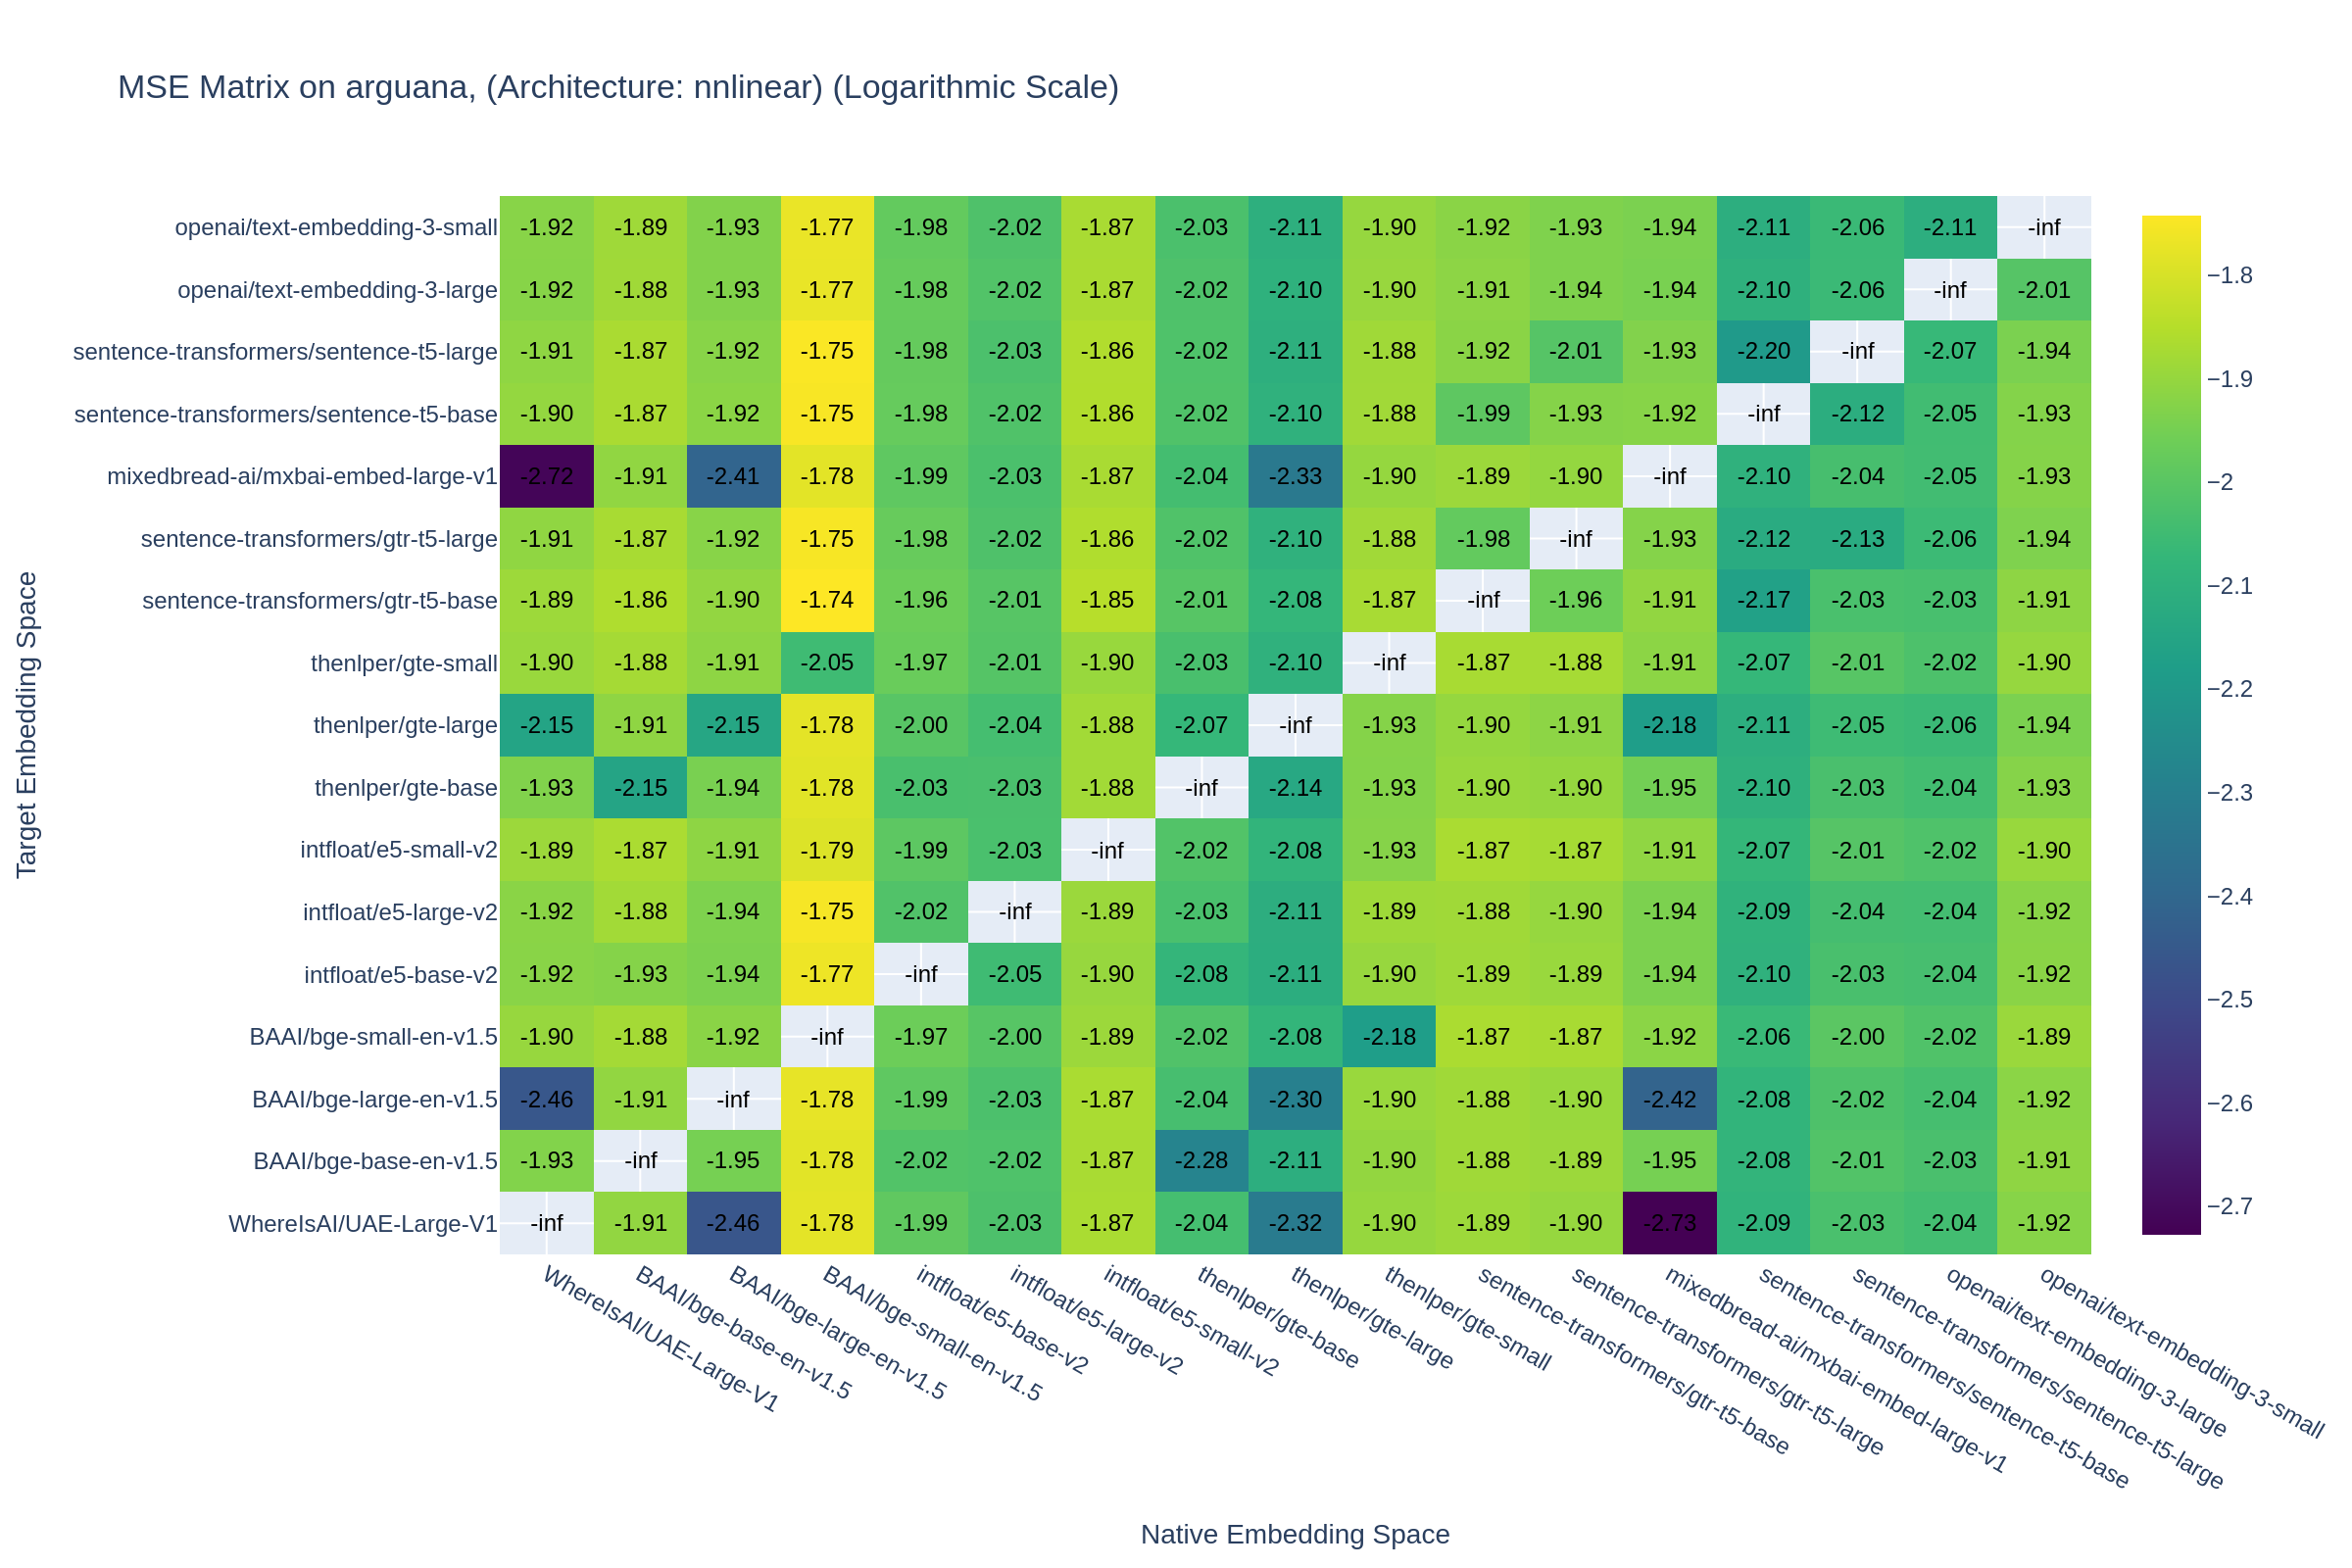 MSE Matrix on arguana, (Architecture: nnlinear) (Logarithmic Scale)
Target Embedding Space
openai/text-embedding-3-small -1.92 -1.89 -1.93 -1.77 -1.98 -2.02 -1.87 -2.03 -2.11 -1.90 -1.92 -1.93 -1.94 -2.11 -2.06 -2.11 -inf
openai/text-embedding-3-large -1.92 -1.88 -1.93 -1.77 -1.98 -2.02 -1.87 -2.02 -2.10 -1.90 -1.91 -1.94 -1.94 -2.10 -2.06 -inf -2.01
sentence-transformers/sentence-t5-large -1.91 -1.87 -1.92 -1.75 -1.98 -2.03 -1.86 -2.02 -2.11 -1.88 -1.92 -2.01 -1.93 -2.20 -inf -2.07 -1.94
sentence-transformers/sentence-t5-base -1.90 -1.87 -1.92 -1.75 -1.98 -2.02 -1.86 -2.02 -2.10 -1.88 -1.99 -1.93 -1.92 -inf -2.12 -2.05 -1.93
mixedbread-ai/mxbai-embed-large-v1 -2.72 -1.91 -2.41 -1.78 -1.99 -2.03 -1.87 -2.04 -2.33 -1.90 -1.89 -1.90 -inf -2.10 -2.04 -2.05 -1.93
sentence-transformers/gtr-t5-large -1.91 -1.87 -1.92 -1.75 -1.98 -2.02 -1.86 -2.02 -2.10 -1.88 -1.98 -inf -1.93 -2.12 -2.13 -2.06 -1.94
sentence-transformers/gtr-t5-base -1.89 -1.86 -1.90 -1.74 -1.96 -2.01 -1.85 -2.01 -2.08 -1.87 -inf -1.96 -1.91 -2.17 -2.03 -2.03 -1.91
thenlper/gte-small -1.90 -1.88 -1.91 -2.05 -1.97 -2.01 -1.90 -2.03 -2.10 -inf -1.87 -1.88 -1.91 -2.07 -2.01 -2.02 -1.90
thenlper/gte-large -2.15 -1.91 -2.15 -1.78 -2.00 -2.04 -1.88 -2.07 -inf -1.93 -1.90 -1.91 -2.18 -2.11 -2.05 -2.06 -1.94
thenlper/gte-base -1.93 -2.15 -1.94 -1.78 -2.03 -2.03 -1.88 -inf -2.14 -1.93 -1.90 -1.90 -1.95 -2.10 -2.03 -2.04 -1.93
intfloat/e5-small-v2 -1.89 -1.87 -1.91 -1.79 -1.99 -2.03 -inf -2.02 -2.08 -1.93 -1.87 -1.87 -1.91 -2.07 -2.01 -2.02 -1.90
intfloat/e5-large-v2 -1.92 -1.88 -1.94 -1.75 -2.02 -inf -1.89 -2.03 -2.11 -1.89 -1.88 -1.90 -1.94 -2.09 -2.04 -2.04 -1.92
intfloat/e5-base-v2 -1.92 -1.93 -1.94 -1.77 -inf -2.05 -1.90 -2.08 -2.11 -1.90 -1.89 -1.89 -1.94 -2.10 -2.03 -2.04 -1.92
BAAI/bge-small-en-v1.5 -1.90 -1.88 -1.92 -inf -1.97 -2.00 -1.89 -2.02 -2.08 -2.18 -1.87 -1.87 -1.92 -2.06 -2.00 -2.02 -1.89
BAAI/bge-large-en-v1.5 -2.46 -1.91 -inf -1.78 -1.99 -2.03 -1.87 -2.04 -2.30 -1.90 -1.88 -1.90 -2.42 -2.08 -2.02 -2.04 -1.92
BAAI/bge-base-en-v1.5 -1.93 -inf -1.95 -1.78 -2.02 -2.02 -1.87 -2.28 -2.11 -1.90 -1.88 -1.89 -1.95 -2.08 -2.01 -2.03 -1.91
WhereIsAI/UAE-Large-V1 -inf -1.91 -2.46 -1.78 -1.99 -2.03 -1.87 -2.04 -2.32 -1.90 -1.89 -1.90 -2.73 -2.09 -2.03 -2.04 -1.92
WhereIsAI/UAE-Large-V1
BAAI/bge-base-en-v1.5
BAAI/bge-large-en-v1.5
BAAI/bge-small-en-v1.5
intfloat/e5-base-v2
intfloat/e5-large-v2
intfloat/e5-small-v2
thenlper/gte-base
thenlper/gte-large
thenlper/gte-small
sentence-transformers/gtr-t5-base
sentence-transformers/gtr-t5-large
mixedbread-ai/mxbai-embed-large-v1
sentence-transformers/sentence-t5-base
sentence-transformers/sentence-t5-large
openai/text-embedding-3-large
openai/text-embedding-3-small
Native Embedding Space
−1.8
−1.9
−2
−2.1
−2.2
−2.3
−2.4
−2.5
−2.6
−2.7